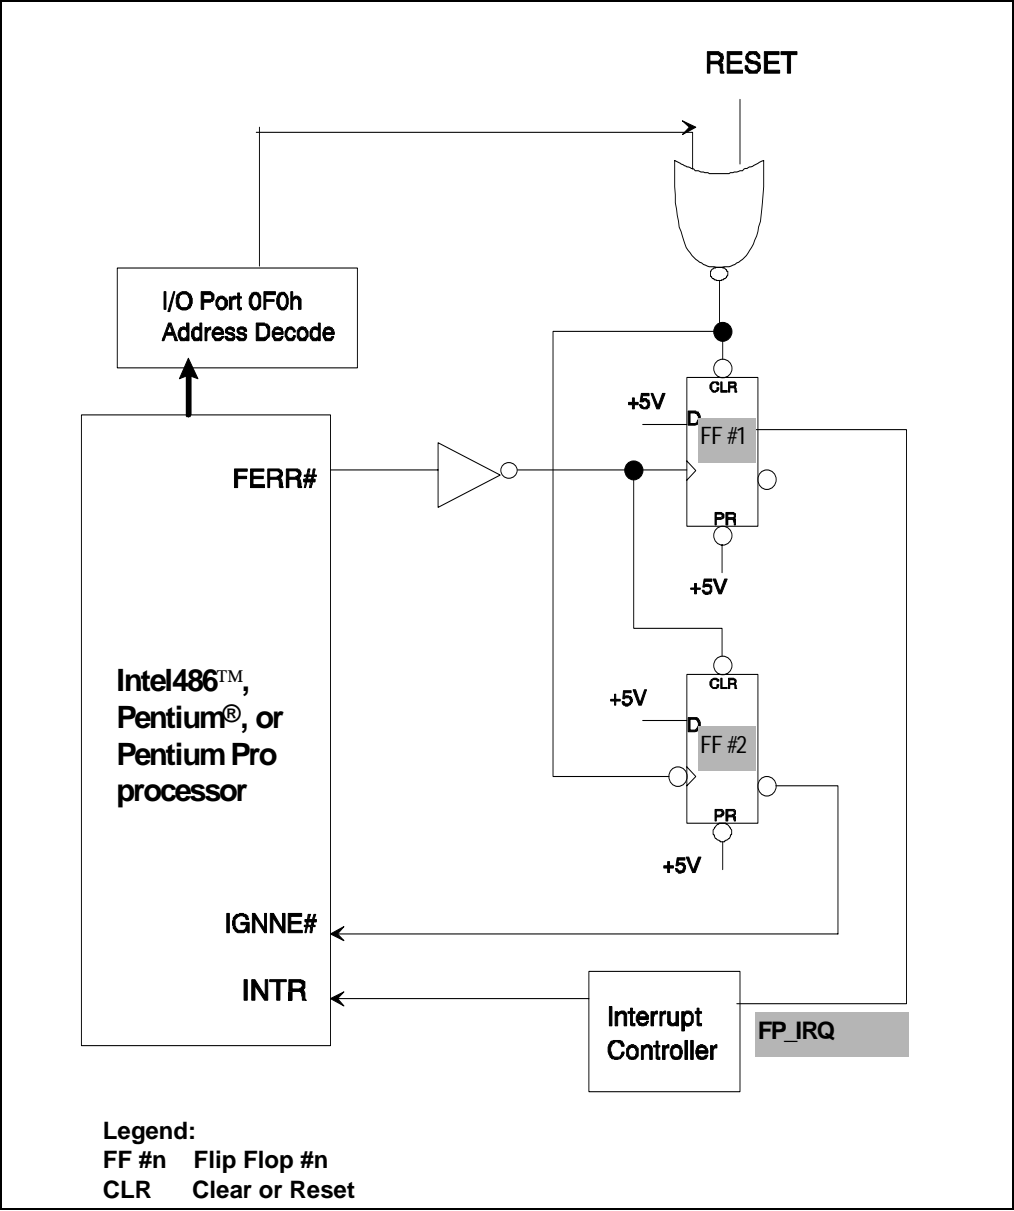 RESET
I/O Port 0F0h
Address Decode
CLR
+5V
D
FF #1
FERR#
PR
+5V
CLR
Intel486™,
Pentium®, or
Pentium Pro
processor
+5V
D
FF #2
PR
+5V
IGNNE#
INTR
Interrupt
Controller
FP_IRQ
Legend:
FF #n Flip Flop #n
CLR Clear or Reset